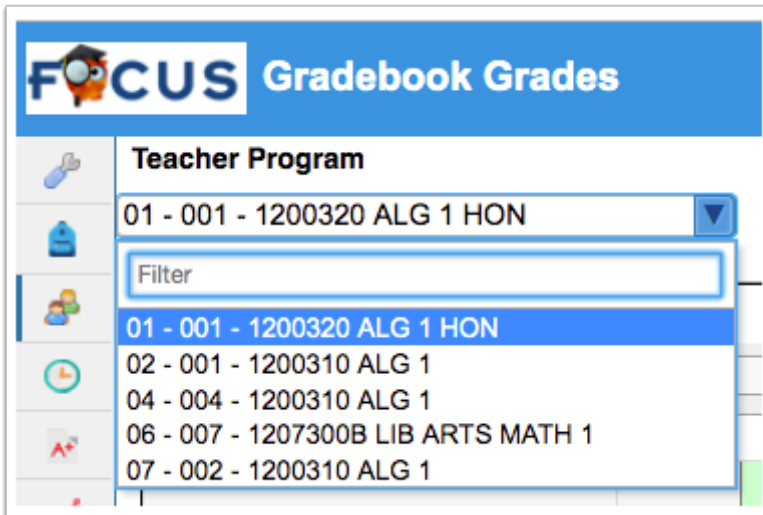 FOCUS Gradebook Grades
Teacher Program
01 - 001 - 1200320 ALG 1 HON
Filter
01 - 001 - 1200320 ALG 1 HON
02 - 001 - 1200310 ALG 1
04 - 004 - 1200310 ALG 1
06 - 007 - 1207300B LIB ARTS MATH 1
07 - 002 - 1200310 ALG 1
A+